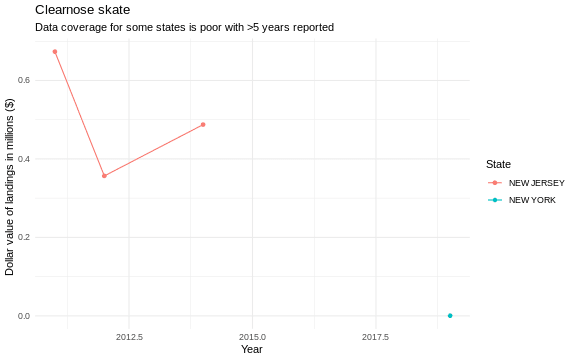 Clearnose skate
Data coverage for some states is poor with >5 years reported
Dollar value of landings in millions ($)
0.6
0.4
0.2
0.0
2012.5
2015.0
2017.5
Year
State
NEW JERSEY
NEW YORK